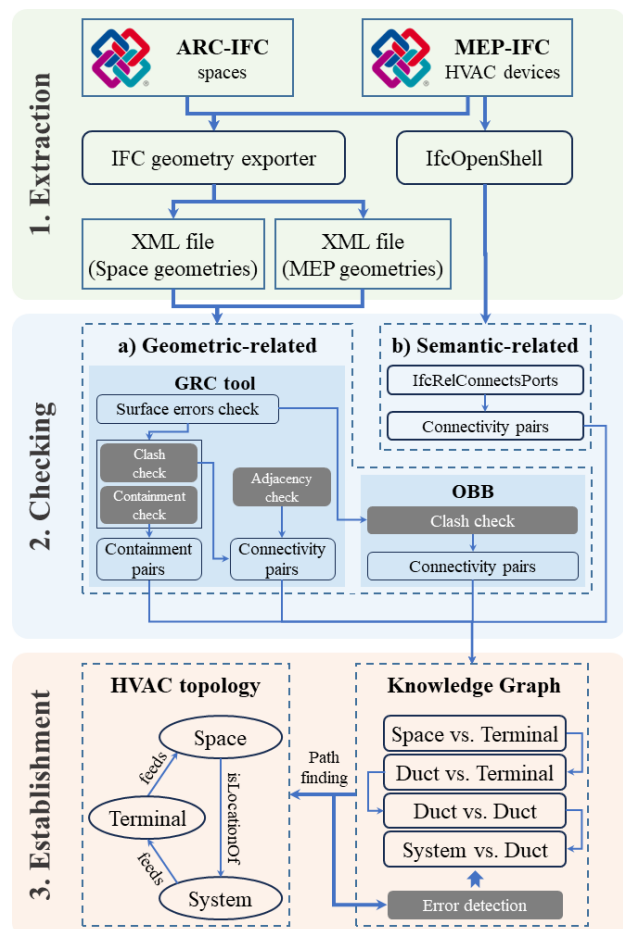 1. Extraction
ARC-IFC
spaces
®
MEP-IFC
HVAC devices
®
IFC geometry exporter
IfcOpenShell
XML file
(Space geometries)
XML file
(MEP geometries)
2. Checking
a) Geometric-related
GRC tool
Surface errors check
Clash
check
Containment
check
Containment
pairs
Adjacency
check
Connectivity
pairs
b) Semantic-related
IfcRelConnectsPorts
Connectivity pairs
OBB
Clash check
Connectivity pairs
3. Establishment
HVAC topology
Space
feeds
isLocationOf
Terminal
feeds
System
Path
finding
Knowledge Graph
Space vs. Terminal
Duct vs. Terminal
Duct vs. Duct
System vs. Duct
Error detection